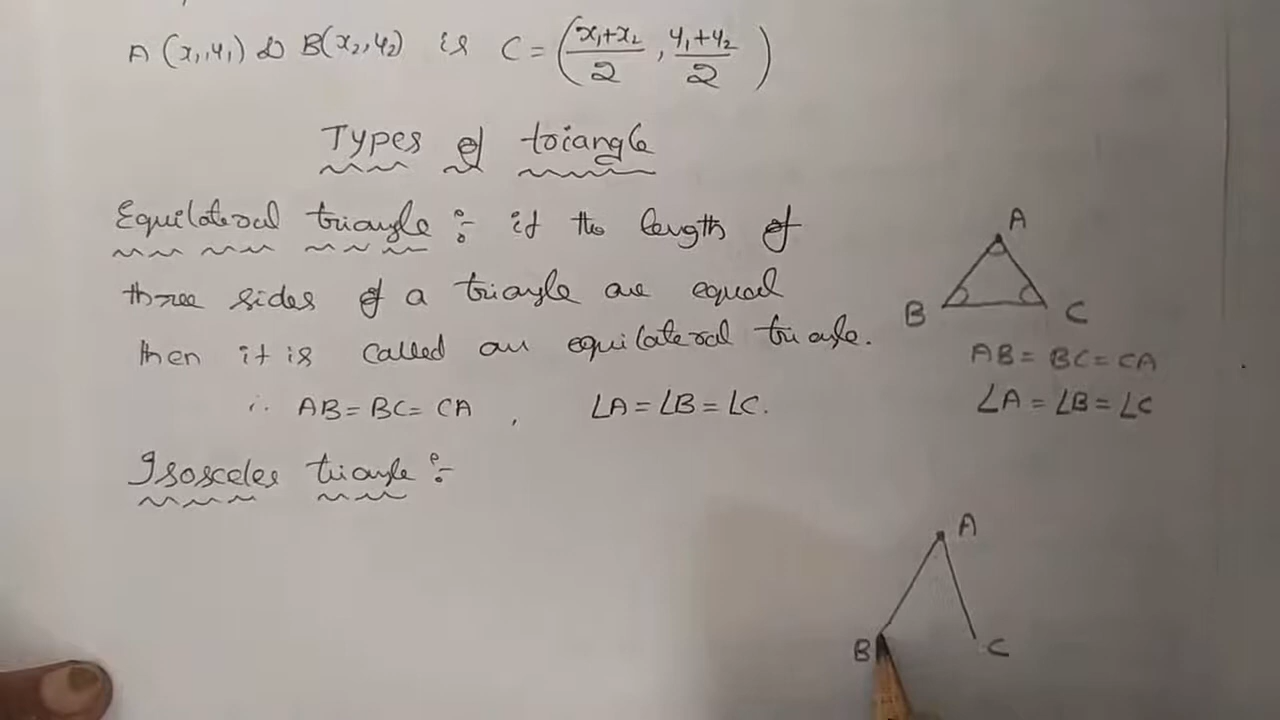 A (x₁,y₁) & B(x₂,y₂) is C = ( x₁+x₂ / 2 , y₁+y₂ / 2 )
Types of triangle
Equilateral triangle :- if the length of
three sides of a triangle are equal
then it is called an equilateral triangle.
∴ AB = BC = CA , ∠A = ∠B = ∠C.
A
B
C
AB = BC = CA
∠A = ∠B = ∠C
Isosceles triangle :-
A
B
C